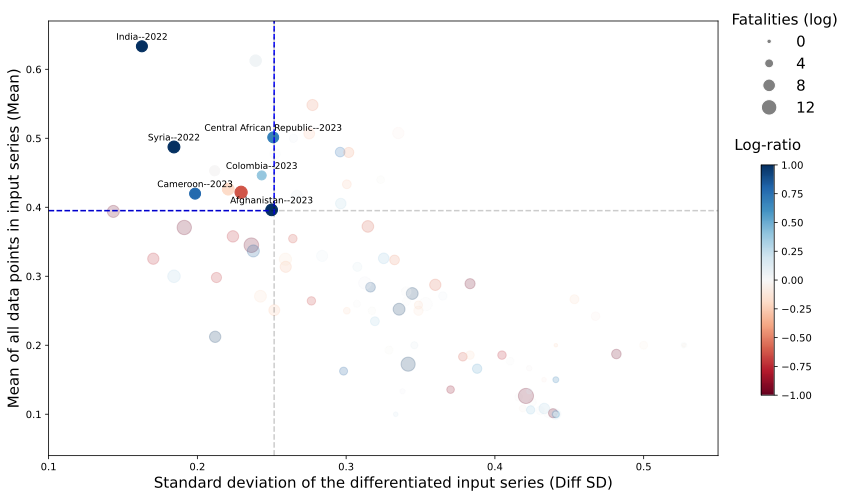 Fatalities (log)
0
4
8
12
Log-ratio
1.00
0.75
0.50
0.25
0.00
−0.25
−0.50
−0.75
−1.00
India--2022
Central African Republic--2023
Syria--2022
Colombia--2023
Cameroon--2023
Afghanistan--2023
Mean of all data points in input series (Mean)
0.6
0.5
0.4
0.3
0.2
0.1
0.1
0.2
0.3
0.4
0.5
Standard deviation of the differentiated input series (Diff SD)